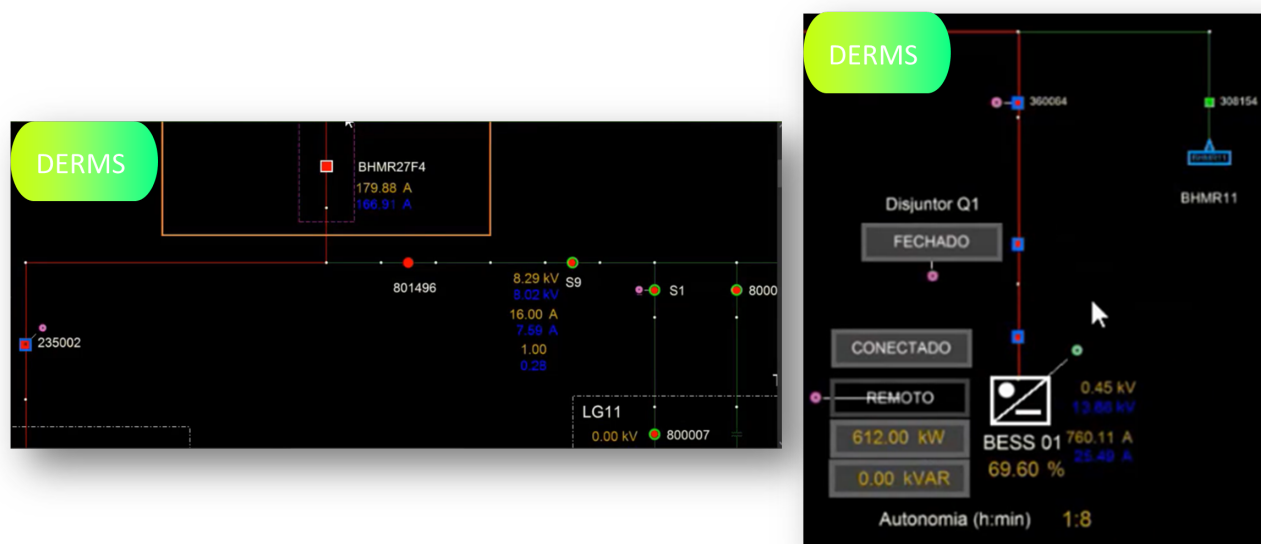 DERMS
BHMR27F4
179.88 A
166.91 A
801496
8.29 kV
8.02 kV
S9
16.00 A
7.59 A
1.00
0.28
S1
8000
235002
LG11
0.00 kV
800007
DERMS
360064
308154
BHMR11
Disjuntor Q1
FECHADO
CONECTADO
REMOTO
612.00 kW
0.00 kVAR
0.45 kV
13.66 kV
BESS 01
760.11 A
25.49 A
69.60 %
Autonomia (h:min) 1:8